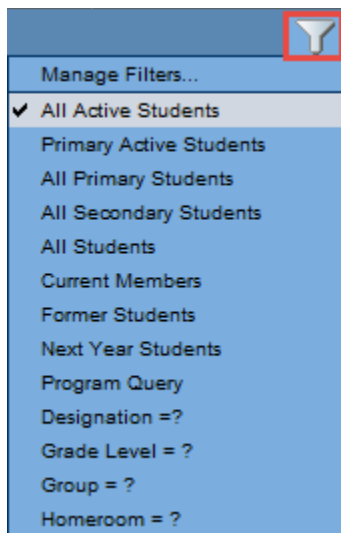 Manage Filters...
All Active Students
Primary Active Students
All Primary Students
All Secondary Students
All Students
Current Members
Former Students
Next Year Students
Program Query
Designation =?
Grade Level = ?
Group = ?
Homeroom = ?